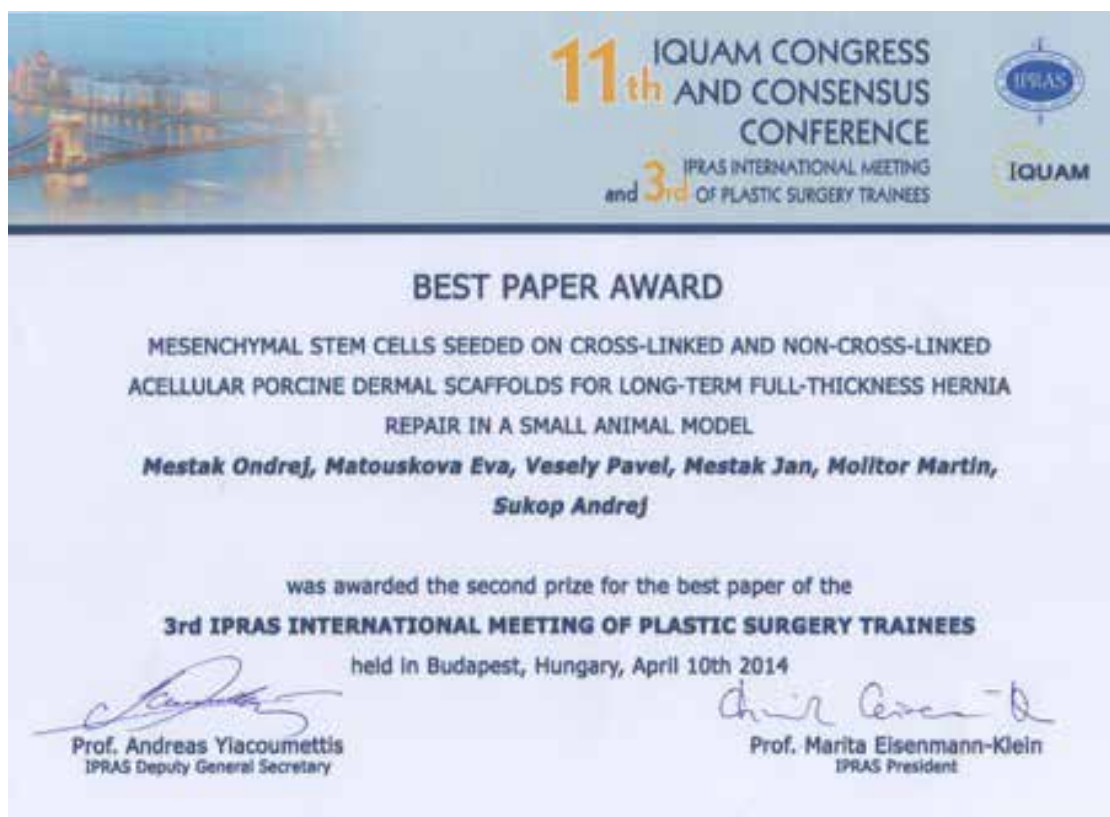 11th IQUAM CONGRESS
AND CONSENSUS
CONFERENCE
and 3rd IPRAS INTERNATIONAL MEETING
OF PLASTIC SURGERY TRAINEES
IPRAS
IQUAM
BEST PAPER AWARD
MESENCHYMAL STEM CELLS SEEDED ON CROSS-LINKED AND NON-CROSS-LINKED
ACELLULAR PORCINE DERMAL SCAFFOLDS FOR LONG-TERM FULL-THICKNESS HERNIA
REPAIR IN A SMALL ANIMAL MODEL
Mestak Ondrej, Matouskova Eva, Vesely Pavel, Mestak Jan, Molitor Martin,
Sukop Andrej
was awarded the second prize for the best paper of the
3rd IPRAS INTERNATIONAL MEETING OF PLASTIC SURGERY TRAINEES
held in Budapest, Hungary, April 10th 2014
Prof. Andreas Yiacoumettis
IPRAS Deputy General Secretary
Prof. Marita Eisenmann-Klein
IPRAS President